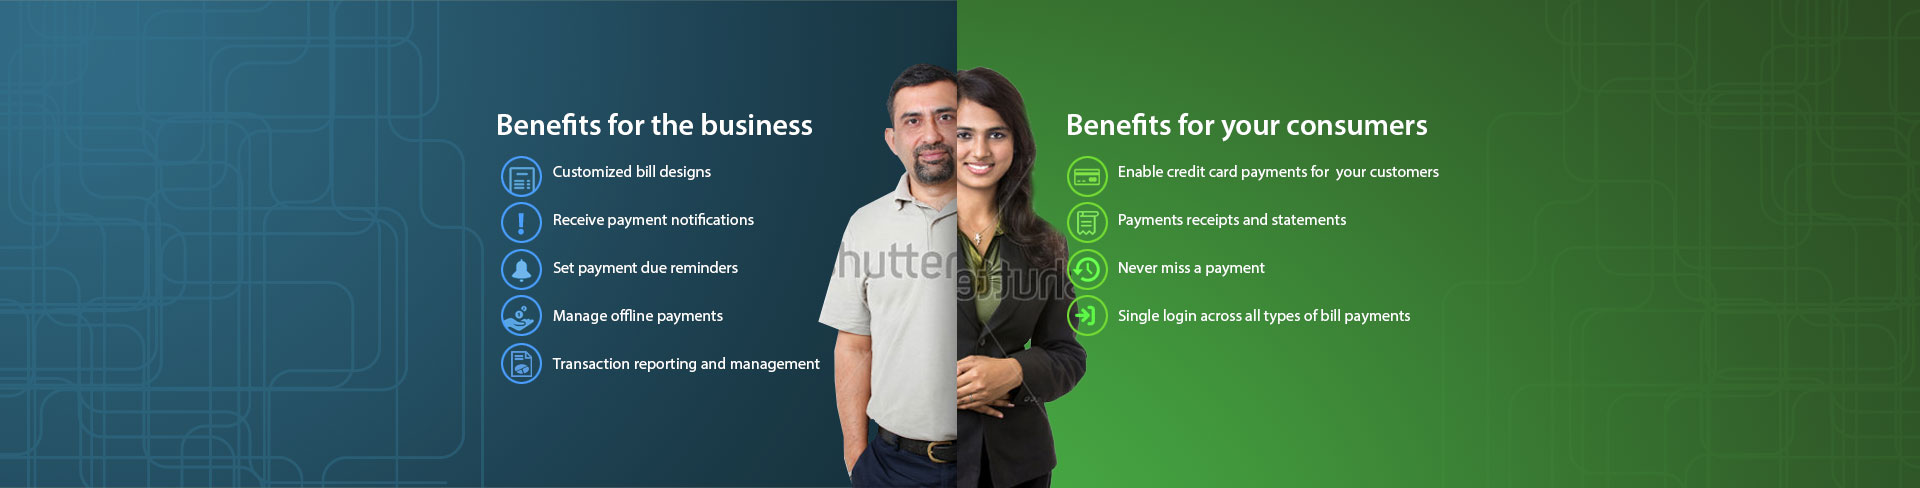 Benefits for the business
Customized bill designs
Receive payment notifications
Set payment due reminders
Manage offline payments
Transaction reporting and management
hutter
Benefits for your consumers
Enable credit card payments for  your customers
Payments receipts and statements
Never miss a payment
Single login across all types of bill payments